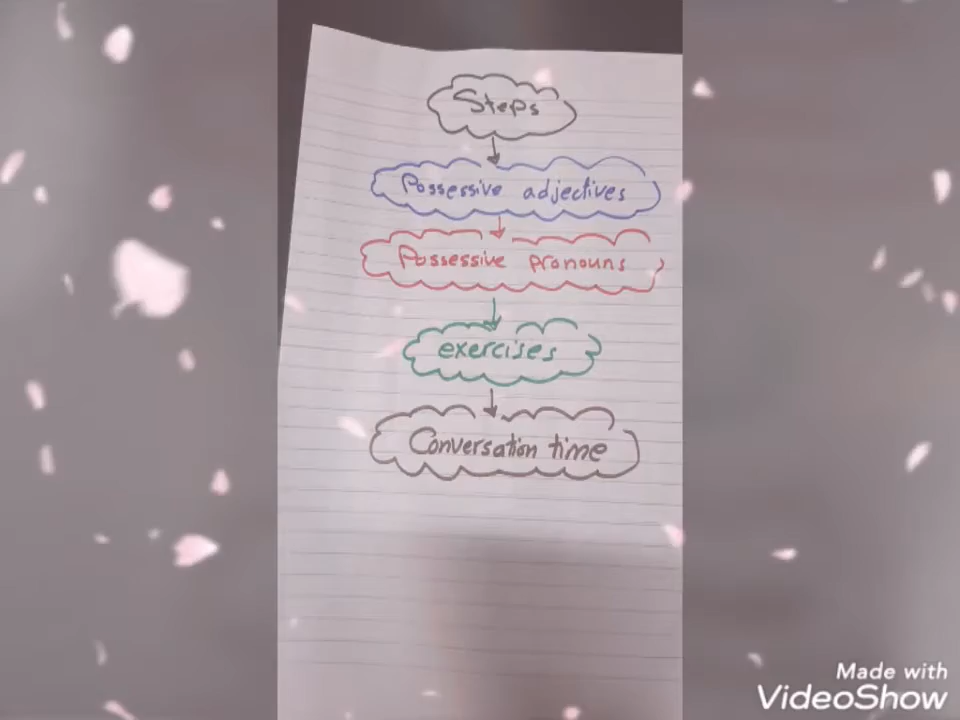 Steps
Possessive adjectives
Possessive pronouns
exercises
Conversation time
Made with
VideoShow